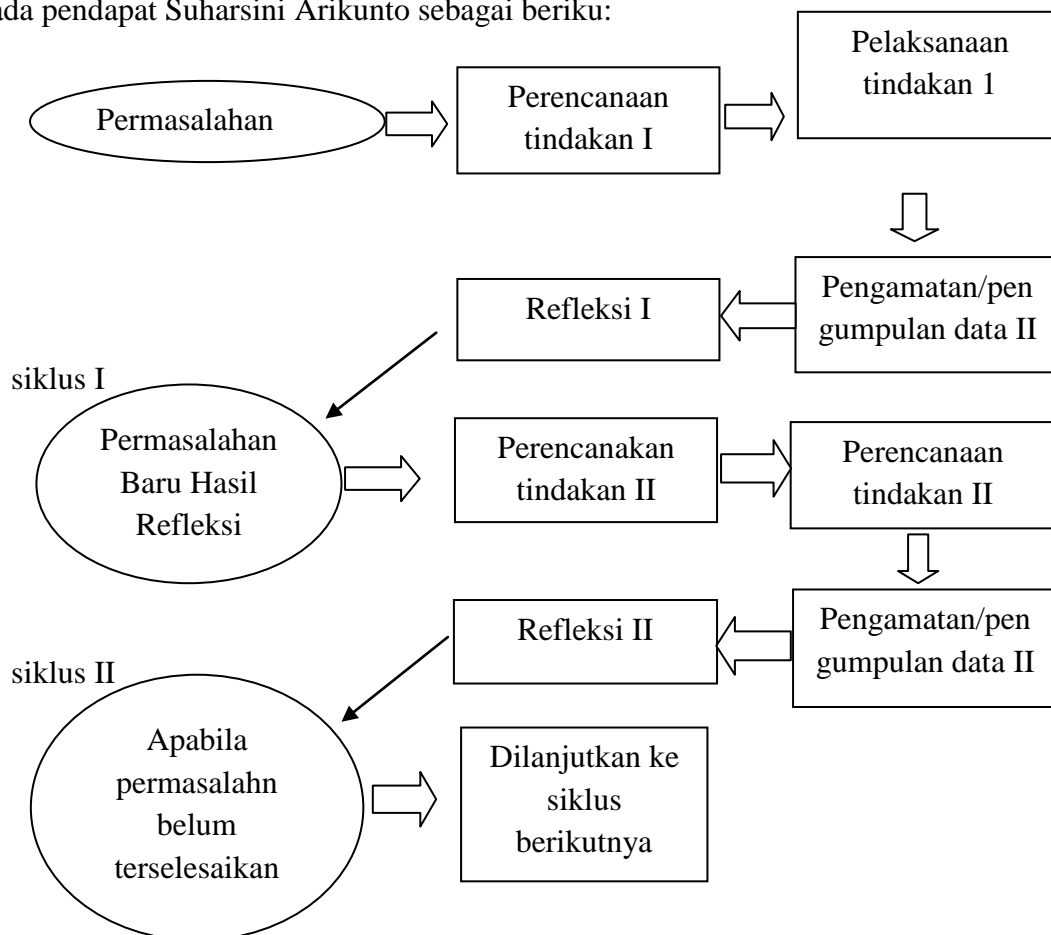 ada pendapat Suharsini Arikunto sebagai beriku:
Permasalahan
Perencanaan
tindakan I
Pelaksanaan
tindakan 1
Pengamatan/pen
gumpulan data II
Refleksi I
siklus I
Permasalahan
Baru Hasil
Refleksi
Perencanakan
tindakan II
Perencanaan
tindakan II
Pengamatan/pen
gumpulan data II
Refleksi II
siklus II
Apabila
permasalahn
belum
terselesaikan
Dilanjutkan ke
siklus
berikutnya